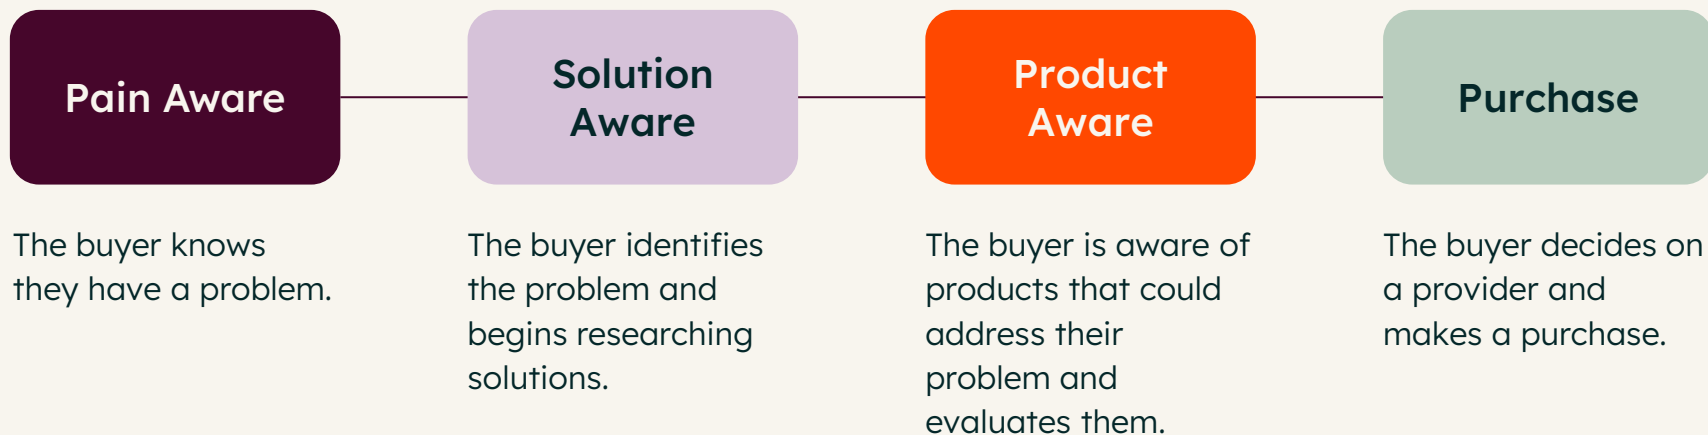 Pain Aware
Solution
Aware
Product
Aware
Purchase
The buyer knows
they have a problem.
The buyer identifies
the problem and
begins researching
solutions.
The buyer is aware of
products that could
address their
problem and
evaluates them.
The buyer decides on
a provider and
makes a purchase.